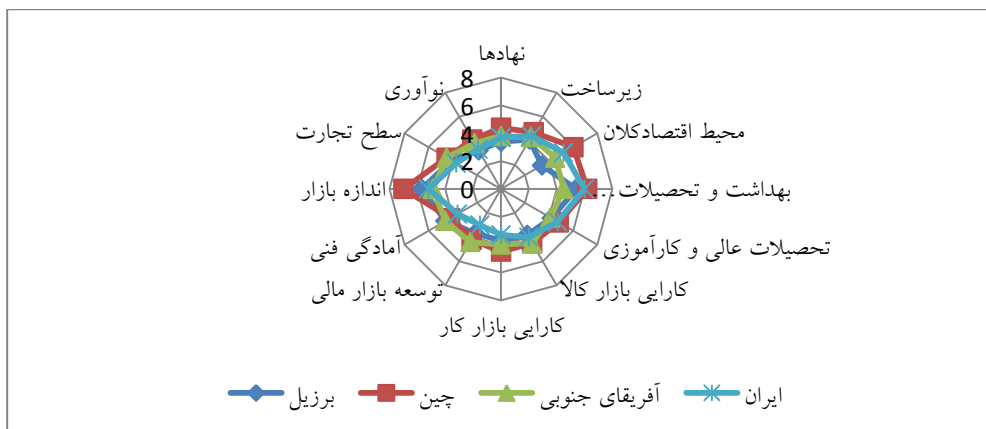 نهادها
زیرساخت
محیط اقتصادکلان
بهداشت و تحصیلات...
تحصیلات عالی و کارآموزی
کارایی بازار کالا
کارایی بازار کار
توسعه بازار مالی
آمادگی فنی
اندازه بازار
سطح تجارت
نوآوری
8
6
4
2
0
برزیل
چین
آفریقای جنوبی
ایران